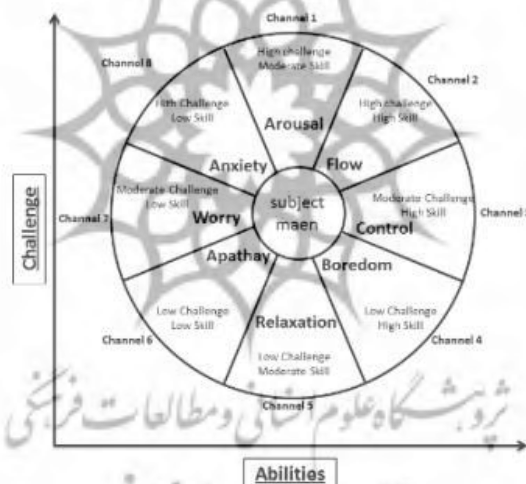 Channel 1
High challenge
Moderate Skill
Arousal
Channel 2
High challenge
High Skill
Flow
Moderate Challenge
High Skill
Control
Channel 3
Boredom
Low Challenge
High Skill
Channel 4
Relaxation
Low Challenge
Moderate Skill
Channel 5
Apathay
Low Challenge
Low Skill
Channel 6
Moderate Challenge
Low Skill
Worry
Channel 7
Channel 8
Hith Challenge
Low Skill
Anxiety
subject
maen
Challenge
Abilities
پژوهشگاه علوم انسانی و مطالعات فرهنگی